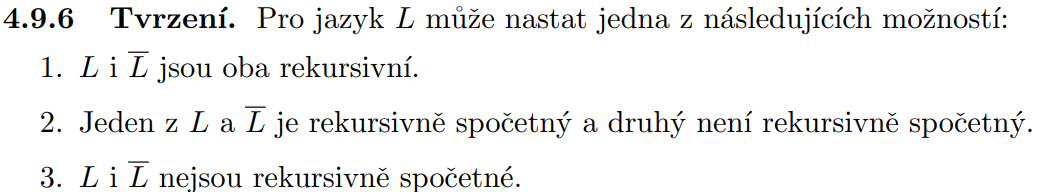 4.9.6 Tvrzení. Pro jazyk L může nastat jedna z následujících možností:
1. L i L̅ jsou oba rekursivní.
2. Jeden z L a L̅ je rekursivně spočetný a druhý není rekursivně spočetný.
3. L i L̅ nejsou rekursivně spočetné.